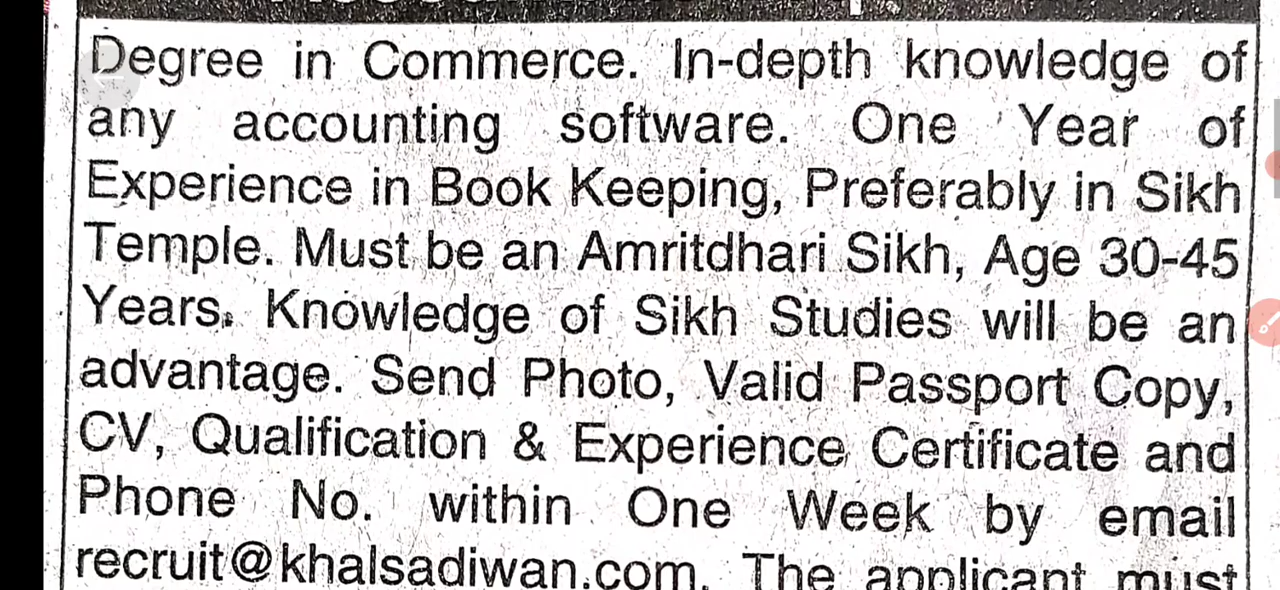 Degree in Commerce. In-depth knowledge of
any accounting software. One Year of
Experience in Book Keeping, Preferably in Sikh
Temple. Must be an Amritdhari Sikh, Age 30-45
Years. Knowledge of Sikh Studies will be an
advantage. Send Photo, Valid Passport Copy,
CV, Qualification & Experience Certificate and
Phone No. within One Week by email
recruit@khalsadiwan.com. The applicant must